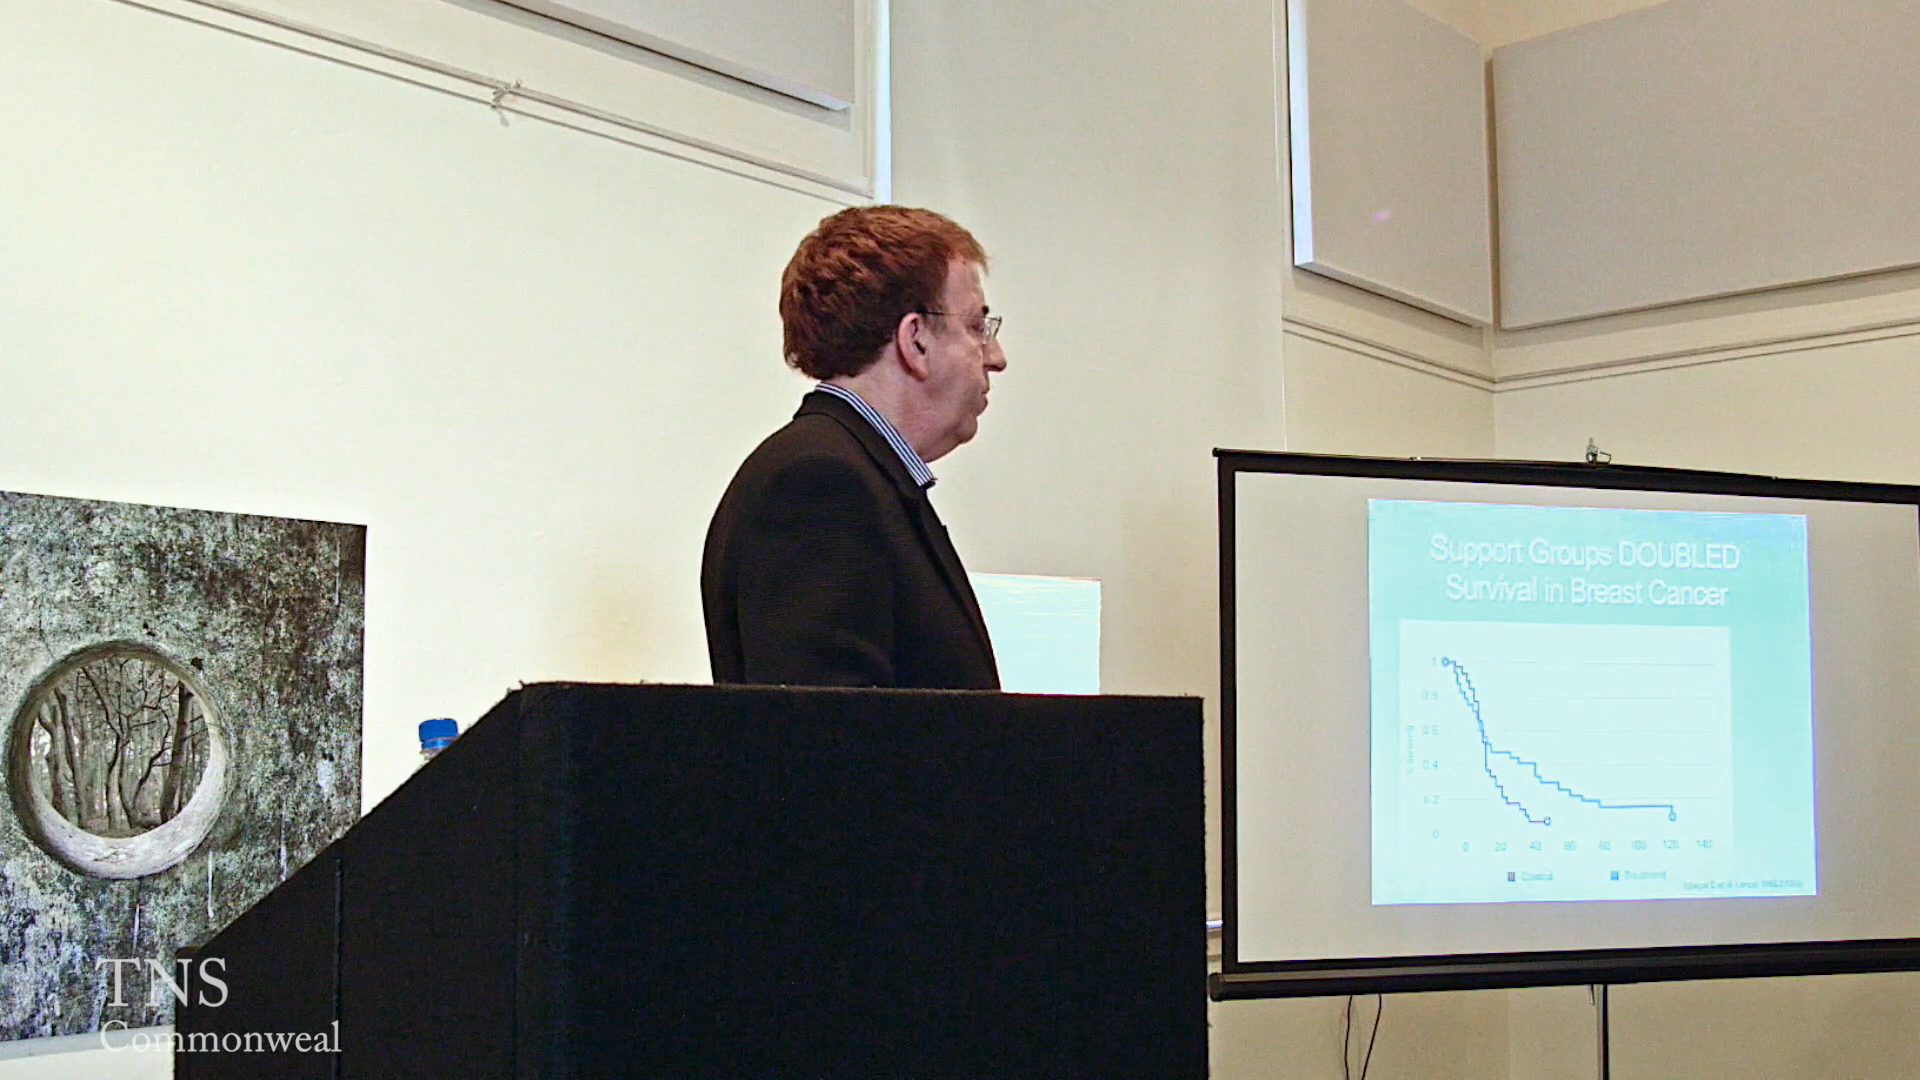 Support Groups DOUBLED
Survival in Breast Cancer
1
0.8
0.6
0.4
0.2
0
0 20 40 60 80 100 120 140
Control Treatment
TNS
Commonweal